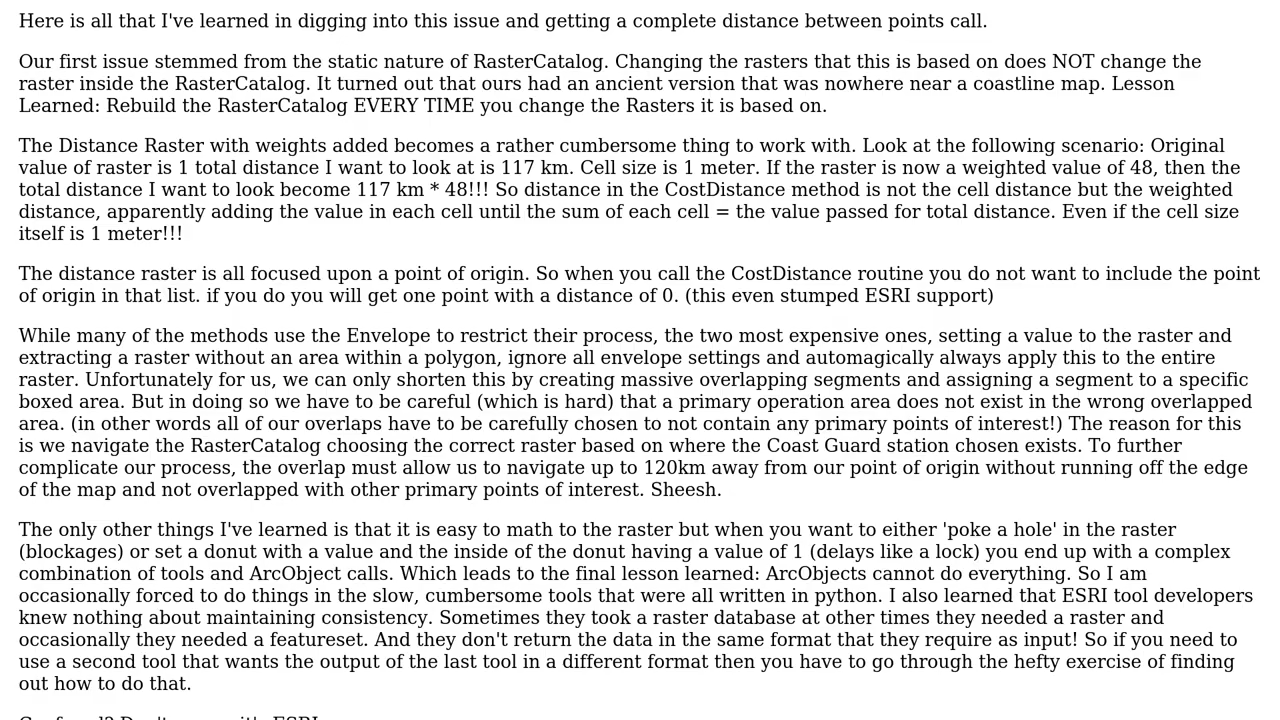 Here is all that I've learned in digging into this issue and getting a complete distance between points call.
Our first issue stemmed from the static nature of RasterCatalog. Changing the rasters that this is based on does NOT change the
raster inside the RasterCatalog. It turned out that ours had an ancient version that was nowhere near a coastline map. Lesson
Learned: Rebuild the RasterCatalog EVERY TIME you change the Rasters it is based on.
The Distance Raster with weights added becomes a rather cumbersome thing to work with. Look at the following scenario: Original
value of raster is 1 total distance I want to look at is 117 km. Cell size is 1 meter. If the raster is now a weighted value of 48, then the
total distance I want to look become 117 km * 48!!! So distance in the CostDistance method is not the cell distance but the weighted
distance, apparently adding the value in each cell until the sum of each cell = the value passed for total distance. Even if the cell size
itself is 1 meter!!!
The distance raster is all focused upon a point of origin. So when you call the CostDistance routine you do not want to include the point
of origin in that list. if you do you will get one point with a distance of 0. (this even stumped ESRI support)
While many of the methods use the Envelope to restrict their process, the two most expensive ones, setting a value to the raster and
extracting a raster without an area within a polygon, ignore all envelope settings and automagically always apply this to the entire
raster. Unfortunately for us, we can only shorten this by creating massive overlapping segments and assigning a segment to a specific
boxed area. But in doing so we have to be careful (which is hard) that a primary operation area does not exist in the wrong overlapped
area. (in other words all of our overlaps have to be carefully chosen to not contain any primary points of interest!) The reason for this
is we navigate the RasterCatalog choosing the correct raster based on where the Coast Guard station chosen exists. To further
complicate our process, the overlap must allow us to navigate up to 120km away from our point of origin without running off the edge
of the map and not overlapped with other primary points of interest. Sheesh.
The only other things I've learned is that it is easy to math to the raster but when you want to either 'poke a hole' in the raster
(blockages) or set a donut with a value and the inside of the donut having a value of 1 (delays like a lock) you end up with a complex
combination of tools and ArcObject calls. Which leads to the final lesson learned: ArcObjects cannot do everything. So I am
occasionally forced to do things in the slow, cumbersome tools that were all written in python. I also learned that ESRI tool developers
knew nothing about maintaining consistency. Sometimes they took a raster database at other times they needed a raster and
occasionally they needed a featureset. And they don't return the data in the same format that they require as input! So if you need to
use a second tool that wants the output of the last tool in a different format then you have to go through the hefty exercise of finding
out how to do that.